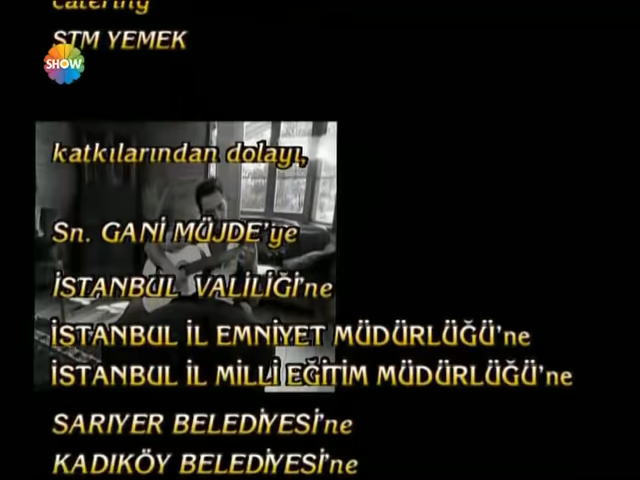 catering
STM YEMEK
SHOW
katkılarından dolayı,
Sn. GANİ MÜJDE'ye
İSTANBUL VALİLİĞİ'ne
İSTANBUL İL EMNİYET MÜDÜRLÜĞÜ'ne
İSTANBUL İL MİLLİ EĞİTİM MÜDÜRLÜĞÜ'ne
SARIYER BELEDİYESİ'ne
KADIKÖY BELEDİYESİ'ne